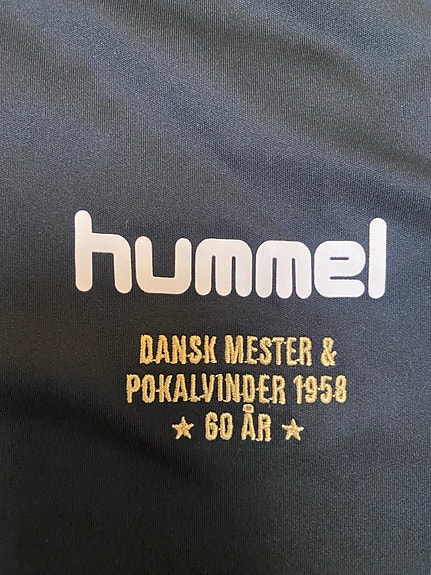 hummel
DANSK MESTER &
POKALVINDER 1958
★ 60 ÅR ★